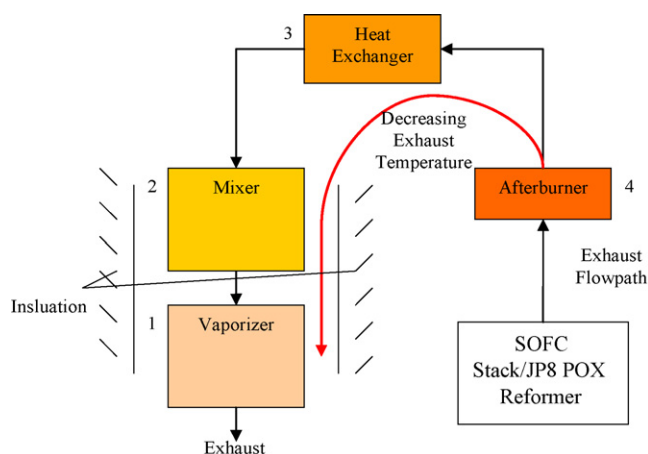 3
Heat
Exchanger
Decreasing
Exhaust
Temperature
2
Mixer
Afterburner
4
Exhaust
Flowpath
Insluation
1
Vaporizer
SOFC
Stack/JP8 POX
Reformer
Exhaust